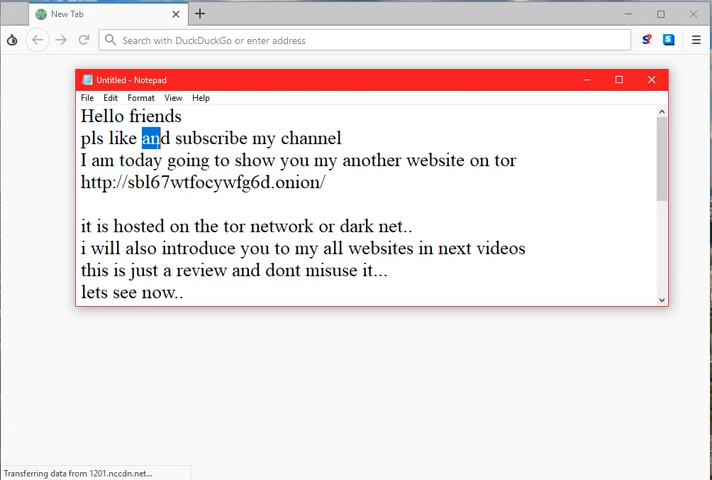 New Tab
Search with DuckDuckGo or enter address
Untitled - Notepad
File Edit Format View Help
Hello friends
pls like and subscribe my channel
I am today going to show you my another website on tor
http://sbl67wtfocywfg6d.onion/
it is hosted on the tor network or dark net..
i will also introduce you to my all websites in next videos
this is just a review and dont misuse it...
lets see now..
Transferring data from 1201.nccdn.net...